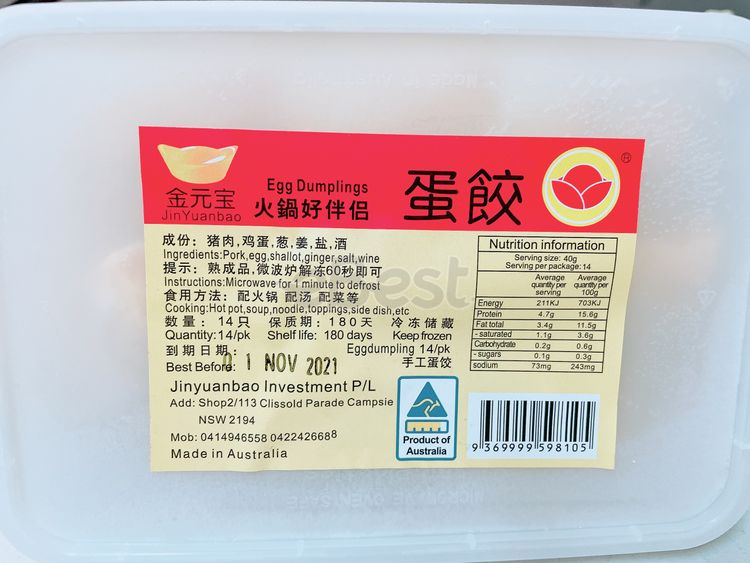 金元宝
JinYuanbao
Egg Dumplings
火鍋好伴侣
蛋餃
®
成份: 猪肉,鸡蛋,葱,姜,盐,酒
Ingredients:Pork,egg,shallot,ginger,salt,wine
提示: 熟成品,微波炉解冻60秒即可
Instructions:Microwave for 1 minute to defrost
食用方法: 配火锅 配汤 配菜等
Cooking:Hot pot,soup,noodle,toppings,side dish,etc
数量: 14只 保质期: 180天 冷冻储藏
Quantity:14/pk Shelf life: 180 days Keep frozen
到期日期:
Eggdumpling 14/pk
Best Before: 01 NOV 2021
手工蛋饺
Jinyuanbao Investment P/L
Add: Shop2/113 Clissold Parade Campsie
NSW 2194
Mob: 0414946558 0422426688
Made in Australia
Nutrition information
Serving size: 40g
Serving per package:14
Average quantity per serving
Average quantity per 100g
Energy 211KJ 703KJ
Protein 4.7g 15.6g
Fat total 3.4g 11.5g
- saturated 1.1g 3.6g
Carbohydrate 0.2g 0.6g
- sugars 0.1g 0.3g
sodium 73mg 243mg
Product of
Australia
9 369999 598105